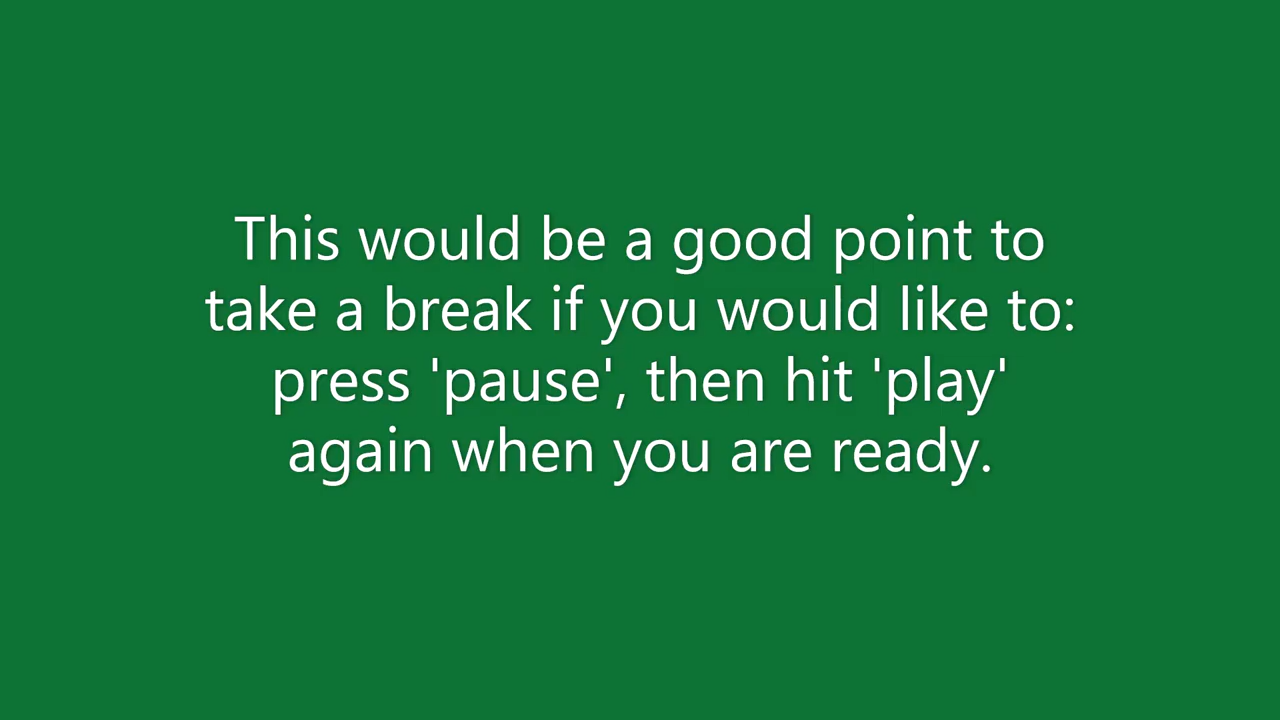 This would be a good point to
take a break if you would like to:
press 'pause', then hit 'play'
again when you are ready.